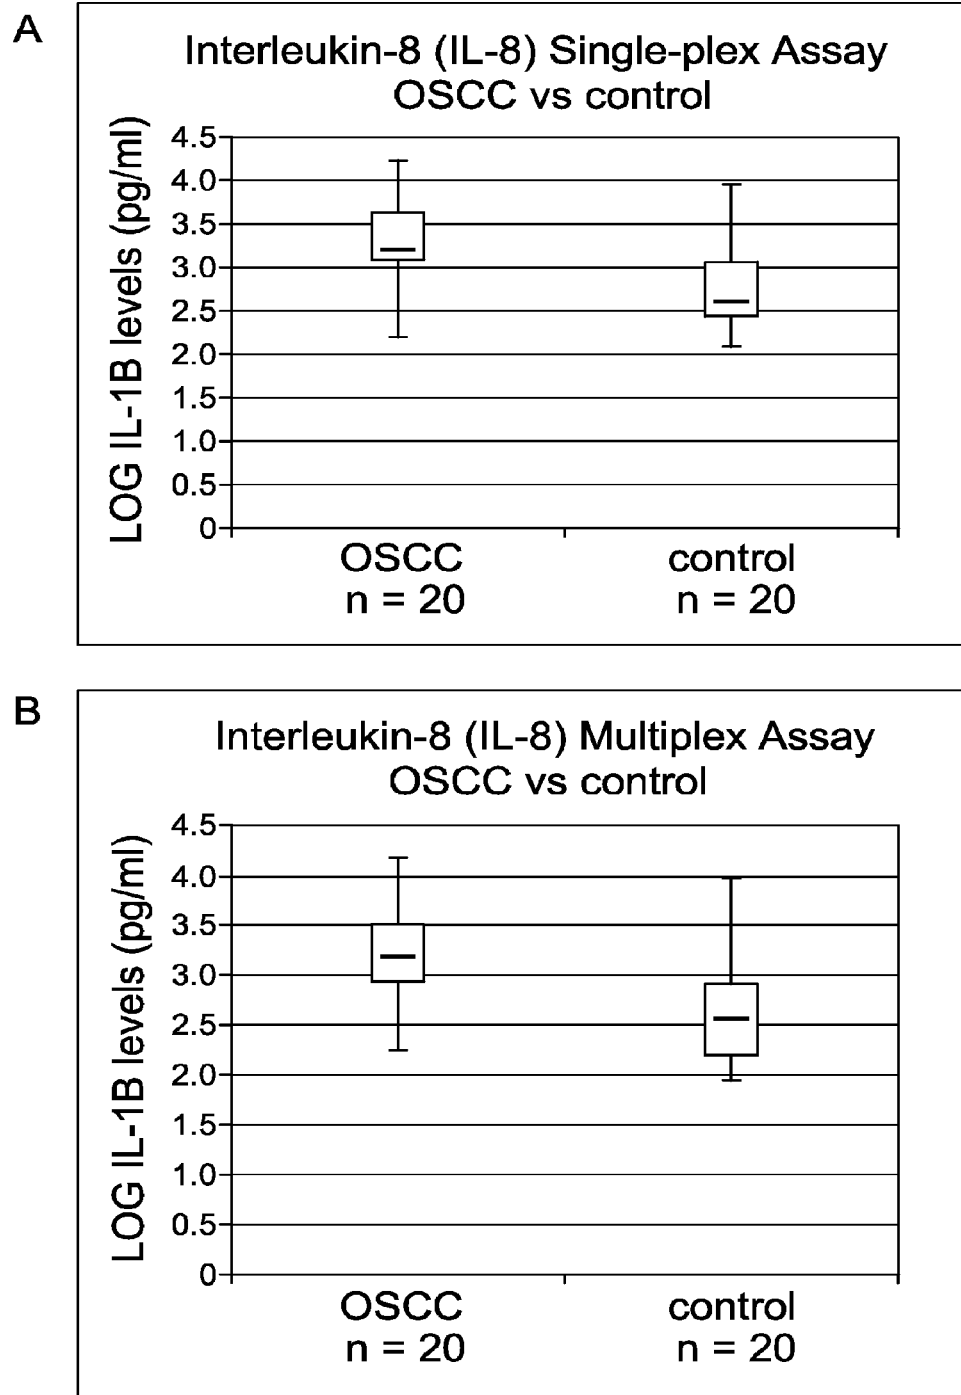 A
Interleukin-8 (IL-8) Single-plex Assay
OSCC vs control
LOG IL-1B levels (pg/ml)
4.5
4.0
3.5
3.0
2.5
2.0
1.5
1.0
0.5
0
OSCC
n = 20
control
n = 20
B
Interleukin-8 (IL-8) Multiplex Assay
OSCC vs control
LOG IL-1B levels (pg/ml)
4.5
4.0
3.5
3.0
2.5
2.0
1.5
1.0
0.5
0
OSCC
n = 20
control
n = 20